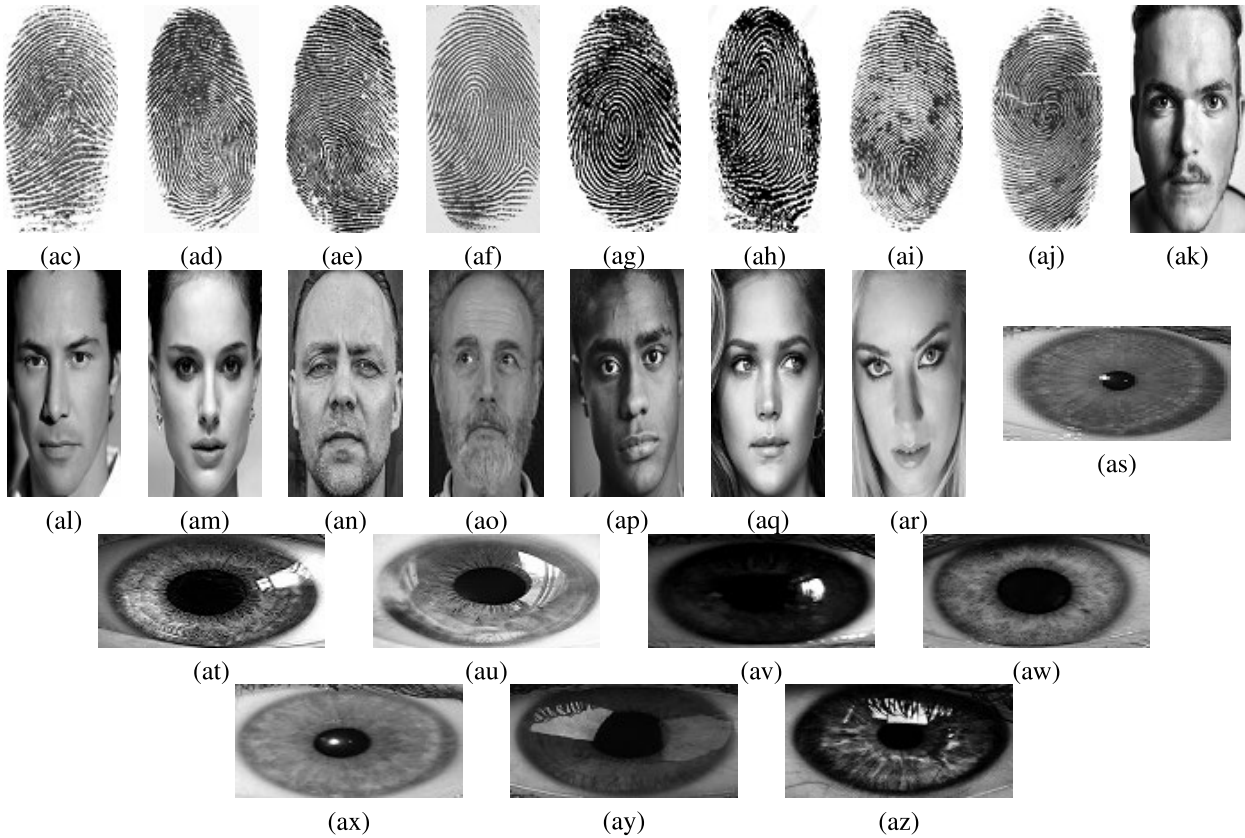 (ac) (ad) (ae) (af) (ag) (ah) (ai) (aj) (ak)
(al) (am) (an) (ao) (ap) (aq) (ar) (as)
(at) (au) (av) (aw)
(ax) (ay) (az)